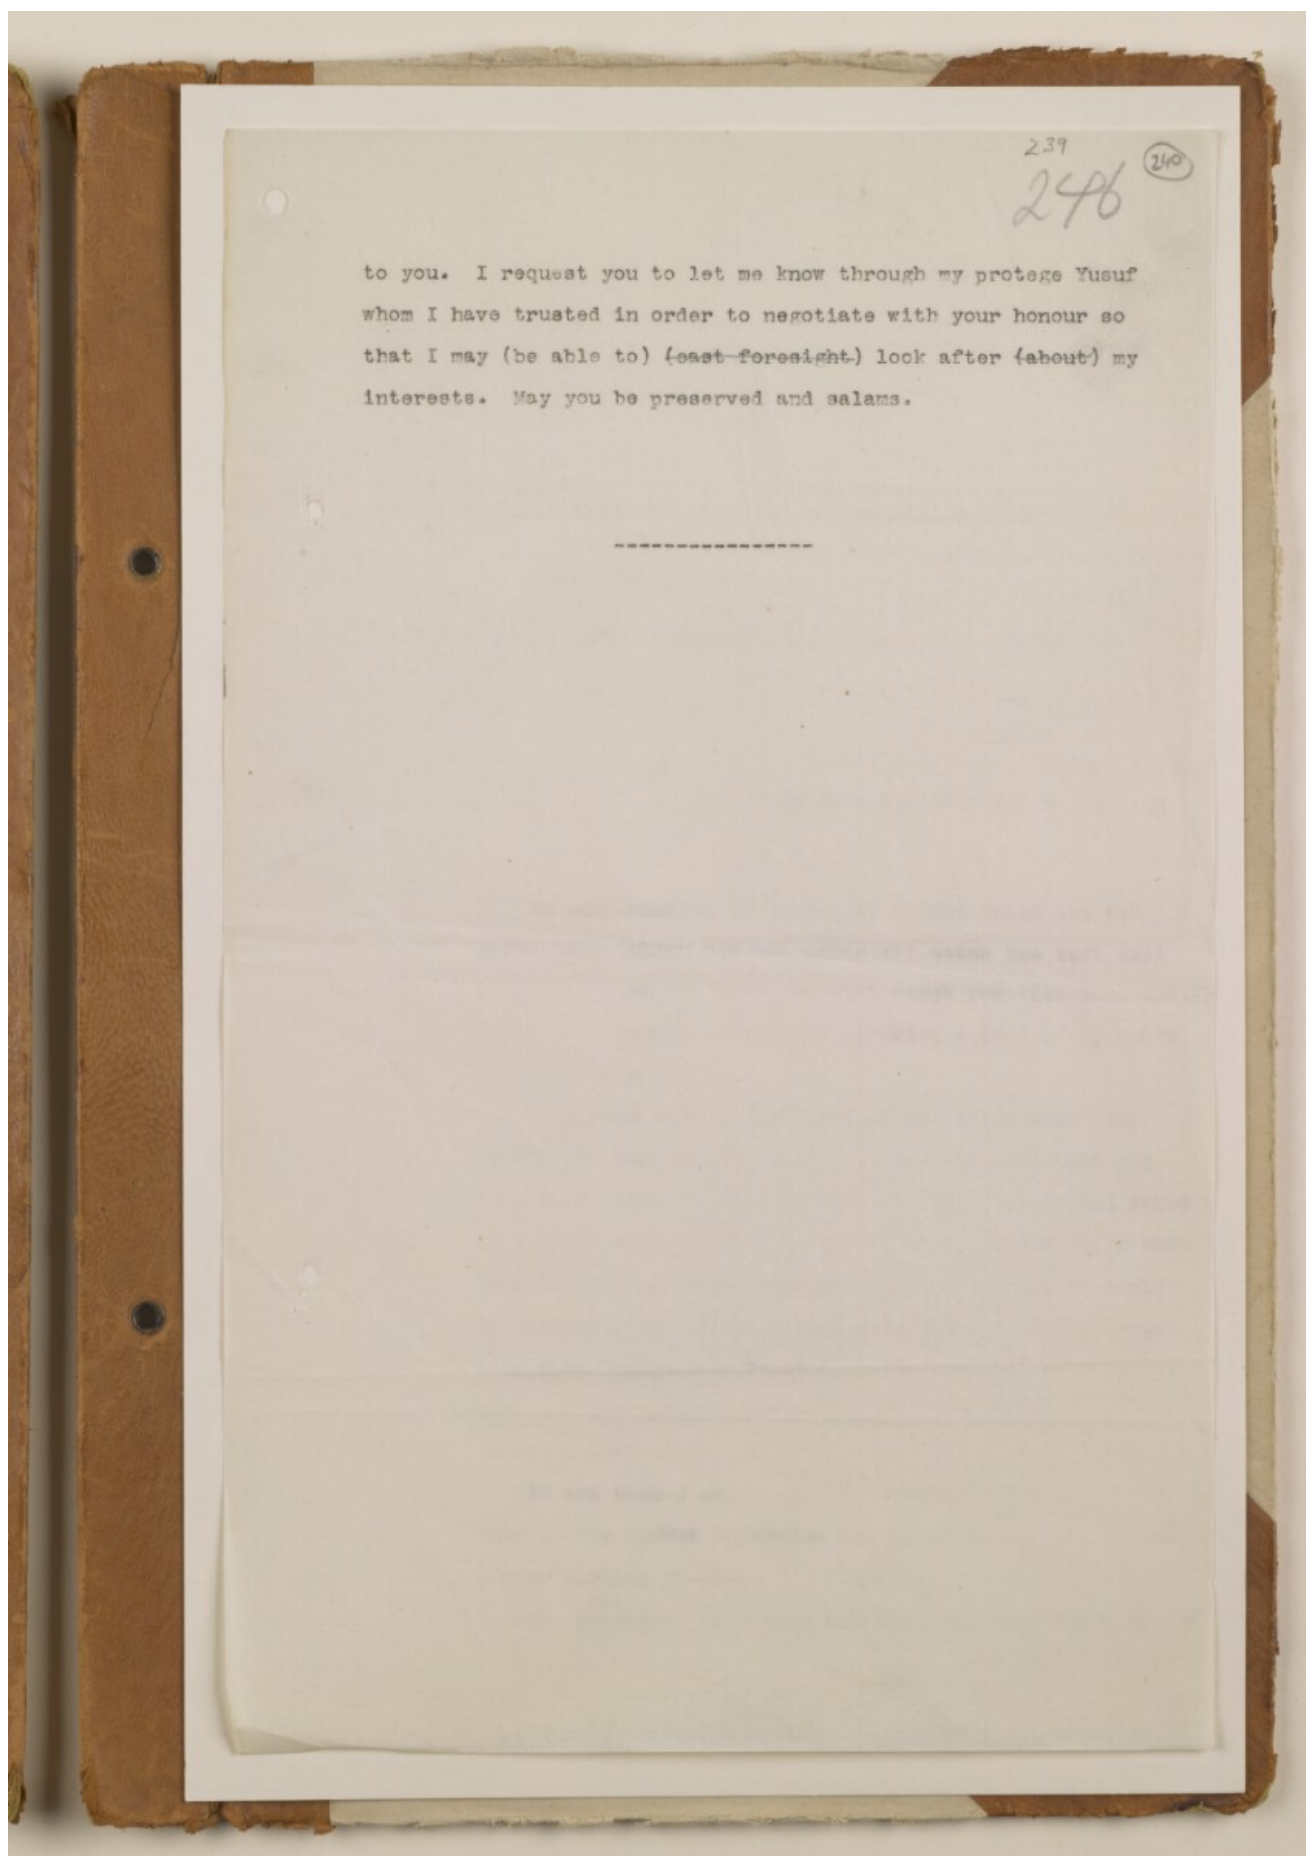 239
240
246
to you. I request you to let me know through my protege Yusuf
whom I have trusted in order to negotiate with your honour so
that I may (be able to) (cast foresight) look after (about) my
interests. May you be preserved and salams.
----------------